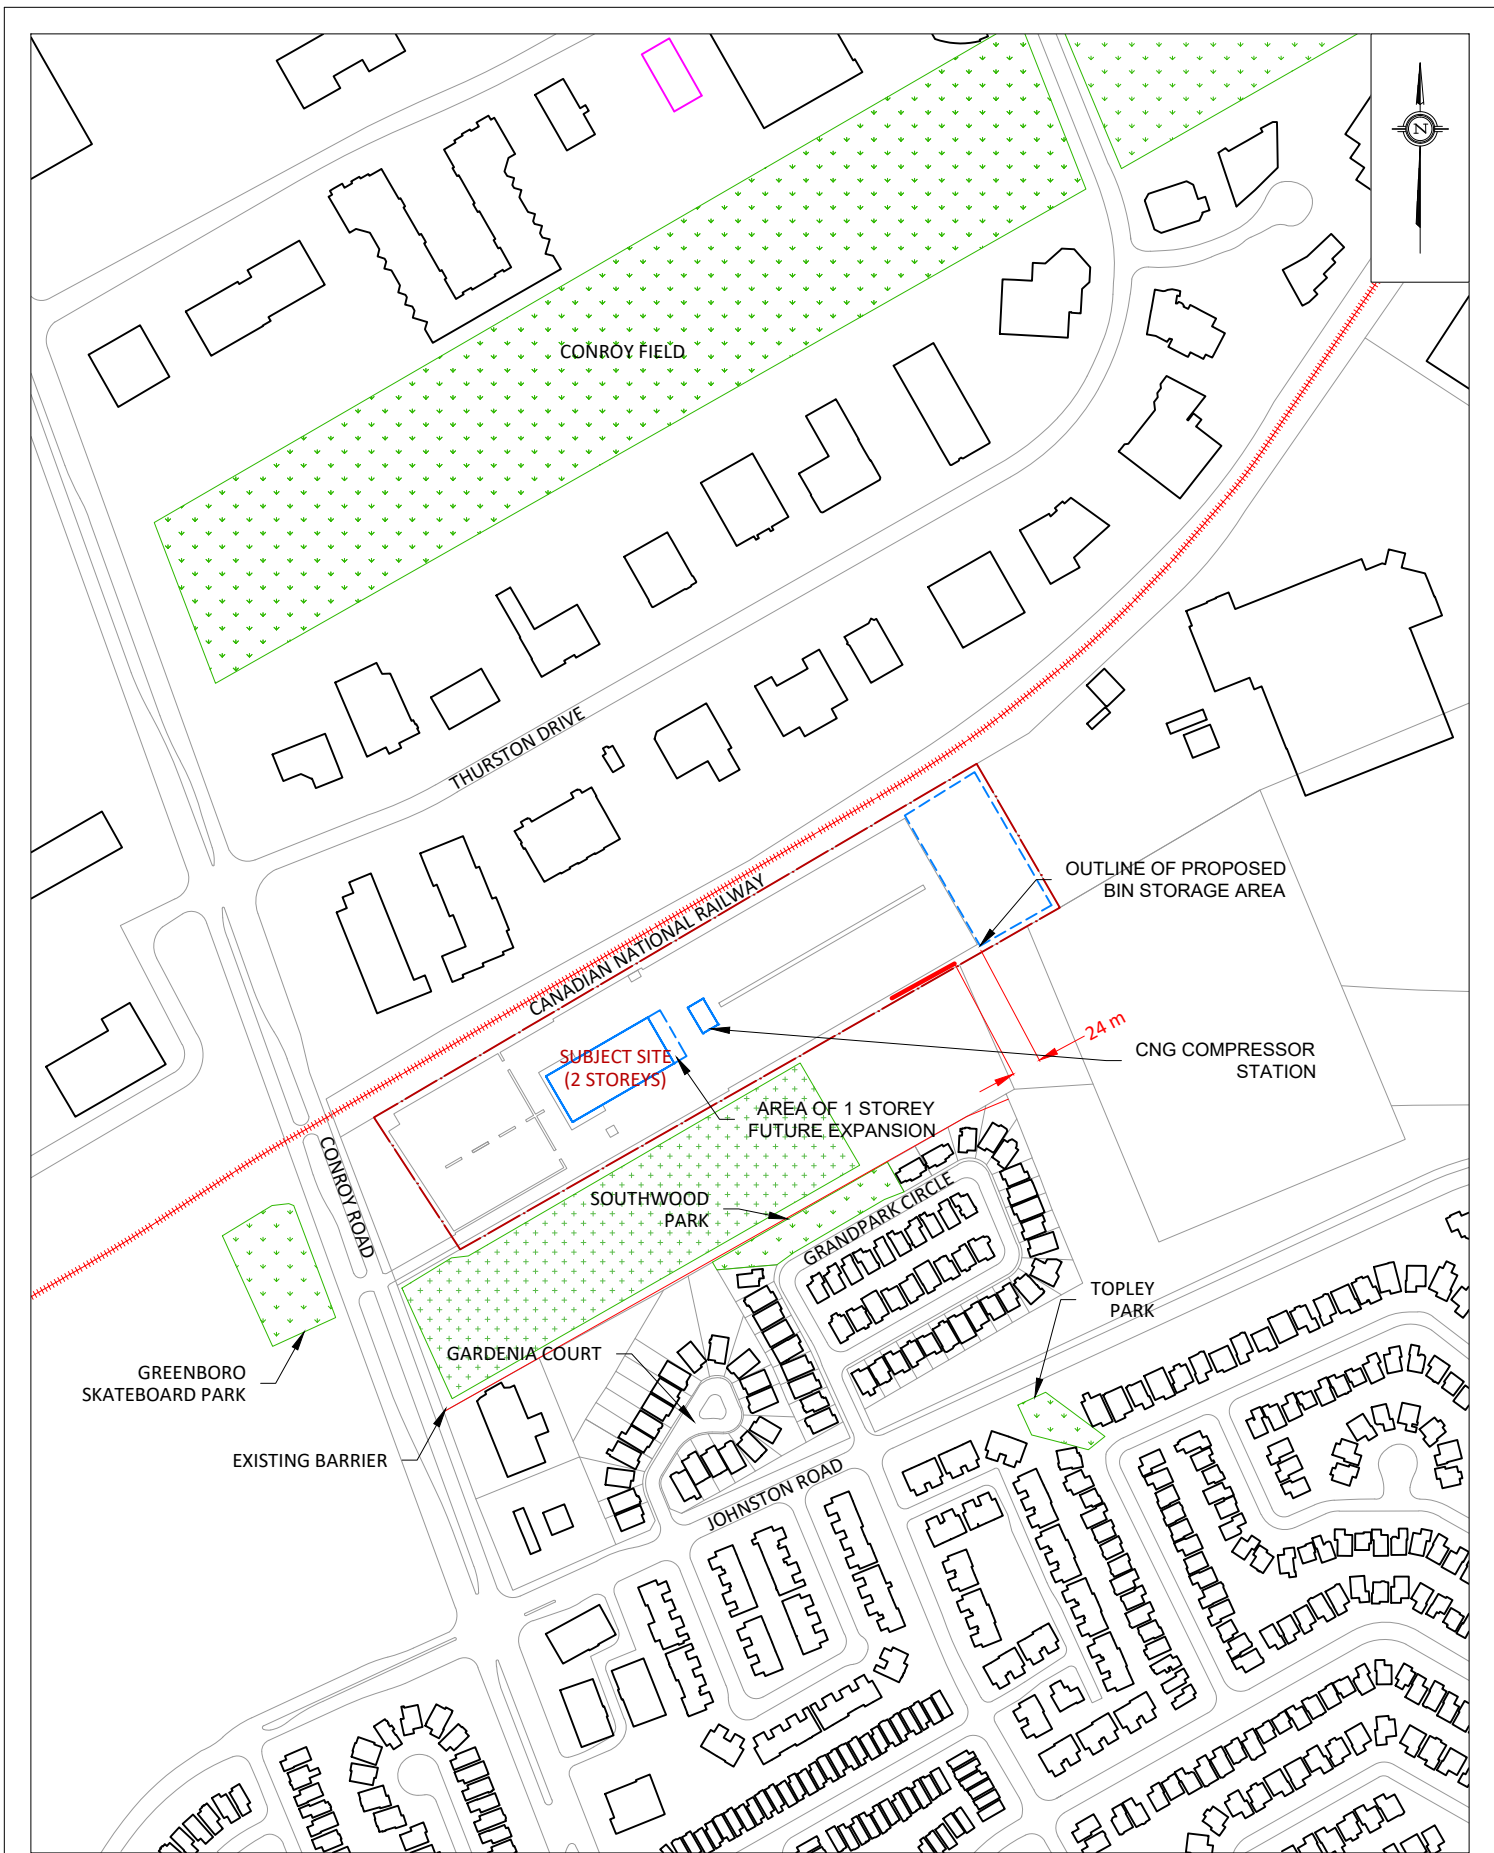 N
CONROY FIELD
THURSTON DRIVE
OUTLINE OF PROPOSED
BIN STORAGE AREA
CANADIAN NATIONAL RAILWAY
24 m
CNG COMPRESSOR
STATION
SUBJECT SITE
(2 STOREYS)
AREA OF 1 STOREY
FUTURE EXPANSION
CONROY ROAD
SOUTHWOOD
PARK
GRANDPARK CIRCLE
TOPLEY
PARK
GARDENIA COURT
GREENBORO
SKATEBOARD PARK
EXISTING BARRIER
JOHNSTON ROAD